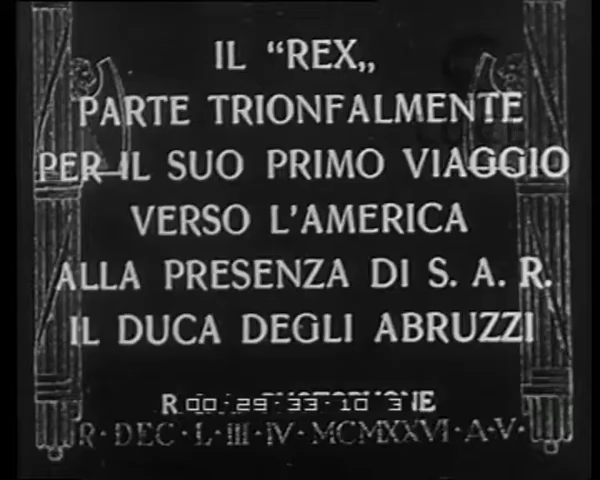 IL “REX„
PARTE TRIONFALMENTE
PER IL SUO PRIMO VIAGGIO
VERSO L'AMERICA
ALLA PRESENZA DI S. A. R.
IL DUCA DEGLI ABRUZZI
00 29 33 10 3
R · DEC · L · III · IV · MCMXXVI · A · V ·